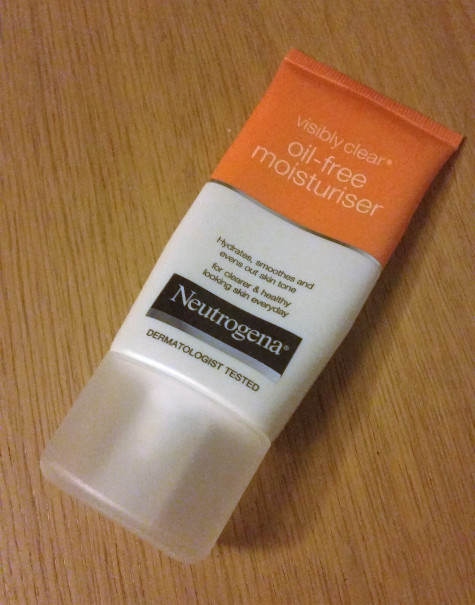 visibly clear®
oil-free
moisturiser
Hydrates, smoothes and
evens out skin tone
for clearer & healthy
looking skin everyday
Neutrogena®
DERMATOLOGIST TESTED